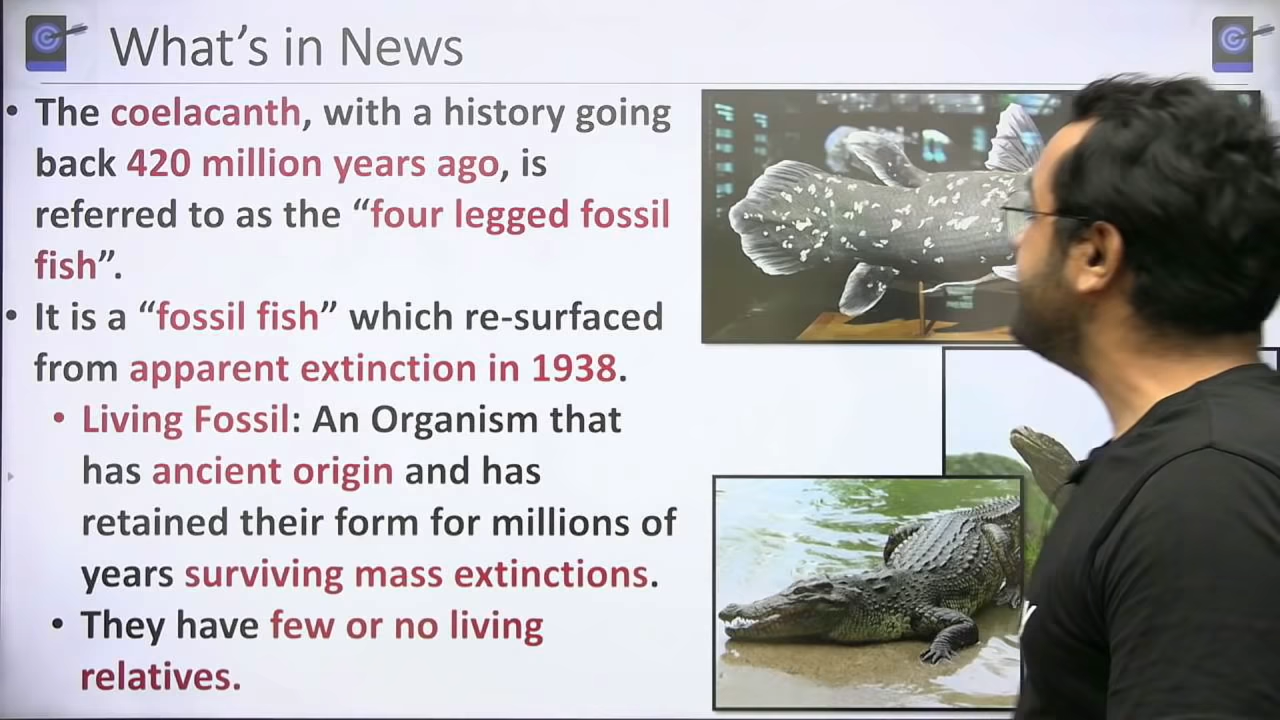 What's in News
• The coelacanth, with a history going
back 420 million years ago, is
referred to as the “four legged fossil
fish”.
• It is a “fossil fish” which re-surfaced
from apparent extinction in 1938.
• Living Fossil: An Organism that
has ancient origin and has
retained their form for millions of
years surviving mass extinctions.
• They have few or no living
relatives.